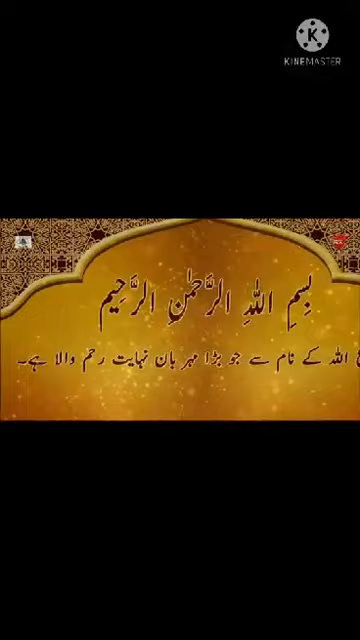 KINEMASTER
بِسْمِ اللّٰهِ الرَّحْمٰنِ الرَّحِيْمِ
اللہ کے نام سے جو بڑا مہربان نہایت رحم والا ہے۔